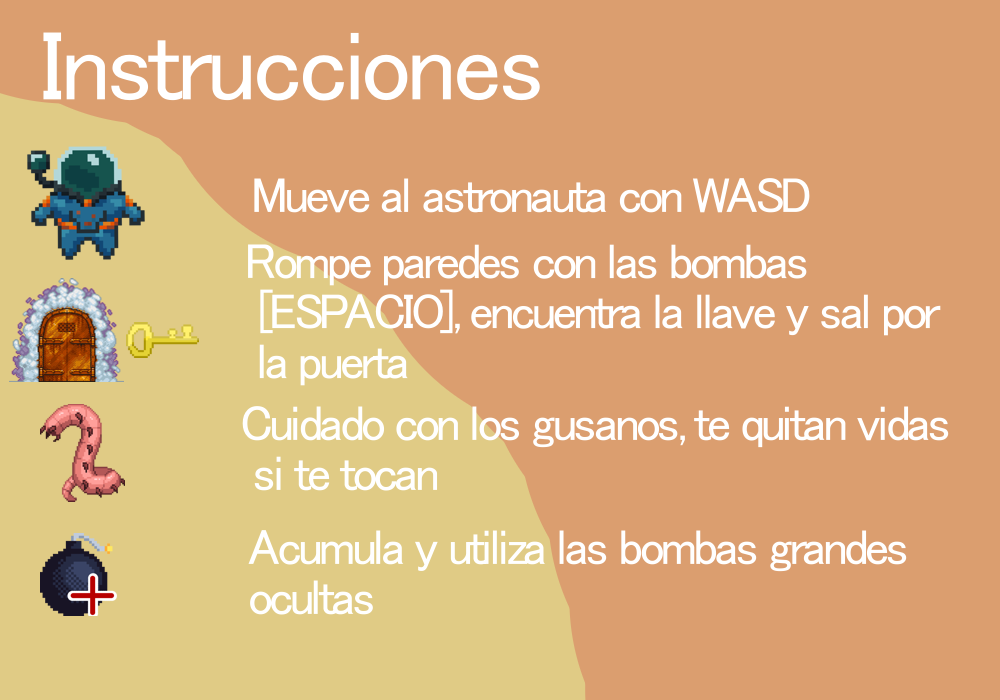 Instrucciones
Mueve al astronauta con WASD
Rompe paredes con las bombas
[ESPACIO], encuentra la llave y sal por
la puerta
Cuidado con los gusanos, te quitan vidas
si te tocan
Acumula y utiliza las bombas grandes
ocultas